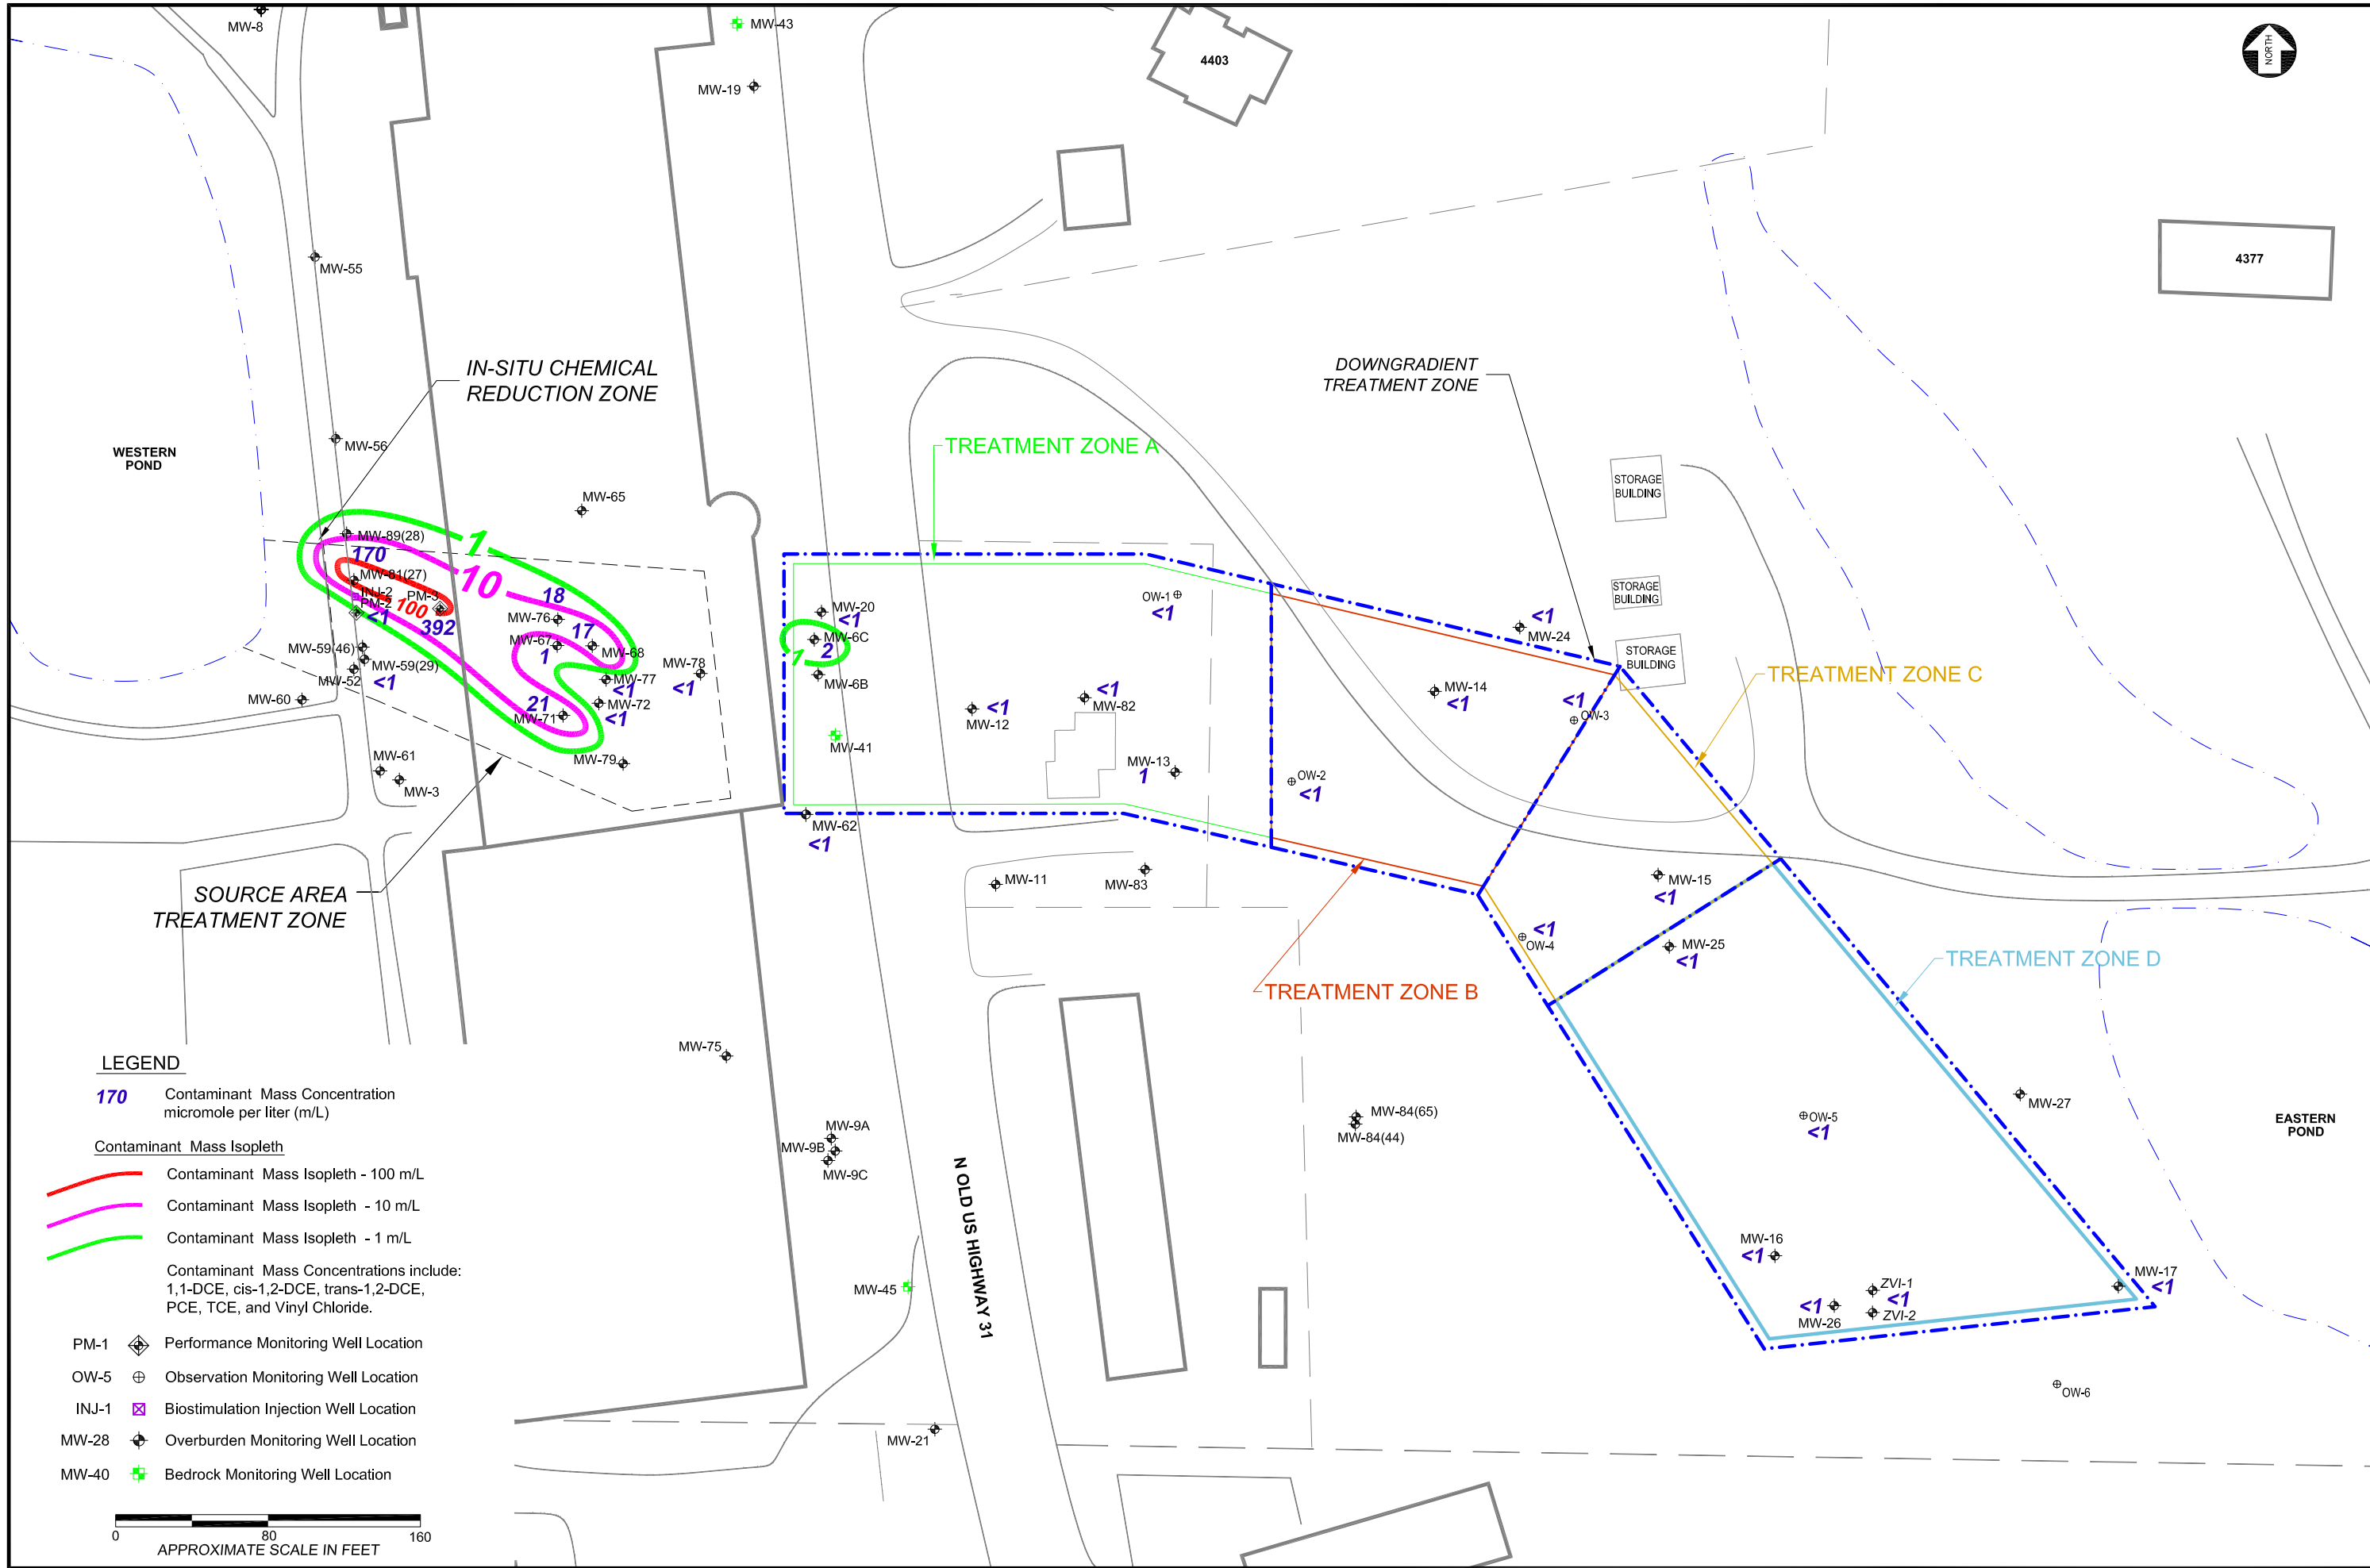 MW-8
MW-43
MW-19
4403
NORTH
4377
MW-55
IN-SITU CHEMICAL
REDUCTION ZONE
DOWNGRADIENT
TREATMENT ZONE
WESTERN
POND
MW-56
TREATMENT ZONE A
MW-65
STORAGE
BUILDING
MW-89(28)
1
170
10
MW-81(27)
INJ-2
PM-2
<1
100
PM-3
392
18
MW-76
17
MW-67
1
MW-68
STORAGE
BUILDING
OW-1
<1
MW-20
<1
MW-6C
2
1
MW-6B
<1
MW-24
STORAGE
BUILDING
MW-59(46)
MW-59(29)
MW-52
<1
MW-60
MW-78
<1
MW-77
<1
MW-72
<1
21
MW-71
MW-79
MW-41
<1
MW-12
<1
MW-82
MW-14
<1
<1
OW-3
TREATMENT ZONE C
MW-61
MW-3
MW-13
1
OW-2
<1
MW-62
<1
SOURCE AREA
TREATMENT ZONE
MW-11
MW-83
MW-15
<1
<1
OW-4
MW-25
<1
TREATMENT ZONE D
TREATMENT ZONE B
MW-75
MW-9A
MW-9B
MW-9C
MW-84(65)
MW-84(44)
N OLD US HIGHWAY 31
OW-5
<1
MW-27
EASTERN
POND
MW-16
<1
MW-45
ZVI-1
<1
ZVI-2
<1
MW-26
MW-17
<1
OW-6
MW-21
LEGEND
170 Contaminant Mass Concentration
micromole per liter (m/L)
Contaminant Mass Isopleth
Contaminant Mass Isopleth - 100 m/L
Contaminant Mass Isopleth - 10 m/L
Contaminant Mass Isopleth - 1 m/L
Contaminant Mass Concentrations include:
1,1-DCE, cis-1,2-DCE, trans-1,2-DCE,
PCE, TCE, and Vinyl Chloride.
PM-1 Performance Monitoring Well Location
OW-5 Observation Monitoring Well Location
INJ-1 Biostimulation Injection Well Location
MW-28 Overburden Monitoring Well Location
MW-40 Bedrock Monitoring Well Location
0 80 160
APPROXIMATE SCALE IN FEET